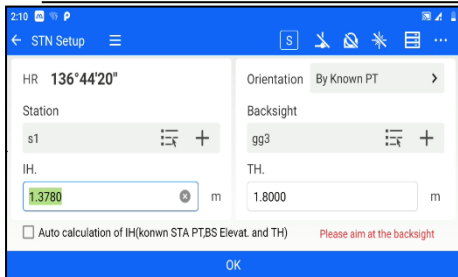 2:10
← STN Setup
S
HR 136°44'20"
Orientation By Known PT >
Station
s1
Backsight
gg3
IH.
1.3780 m
TH.
1.8000 m
Auto calculation of IH(konwn STA PT,BS Elevat. and TH)
Please aim at the backsight
OK